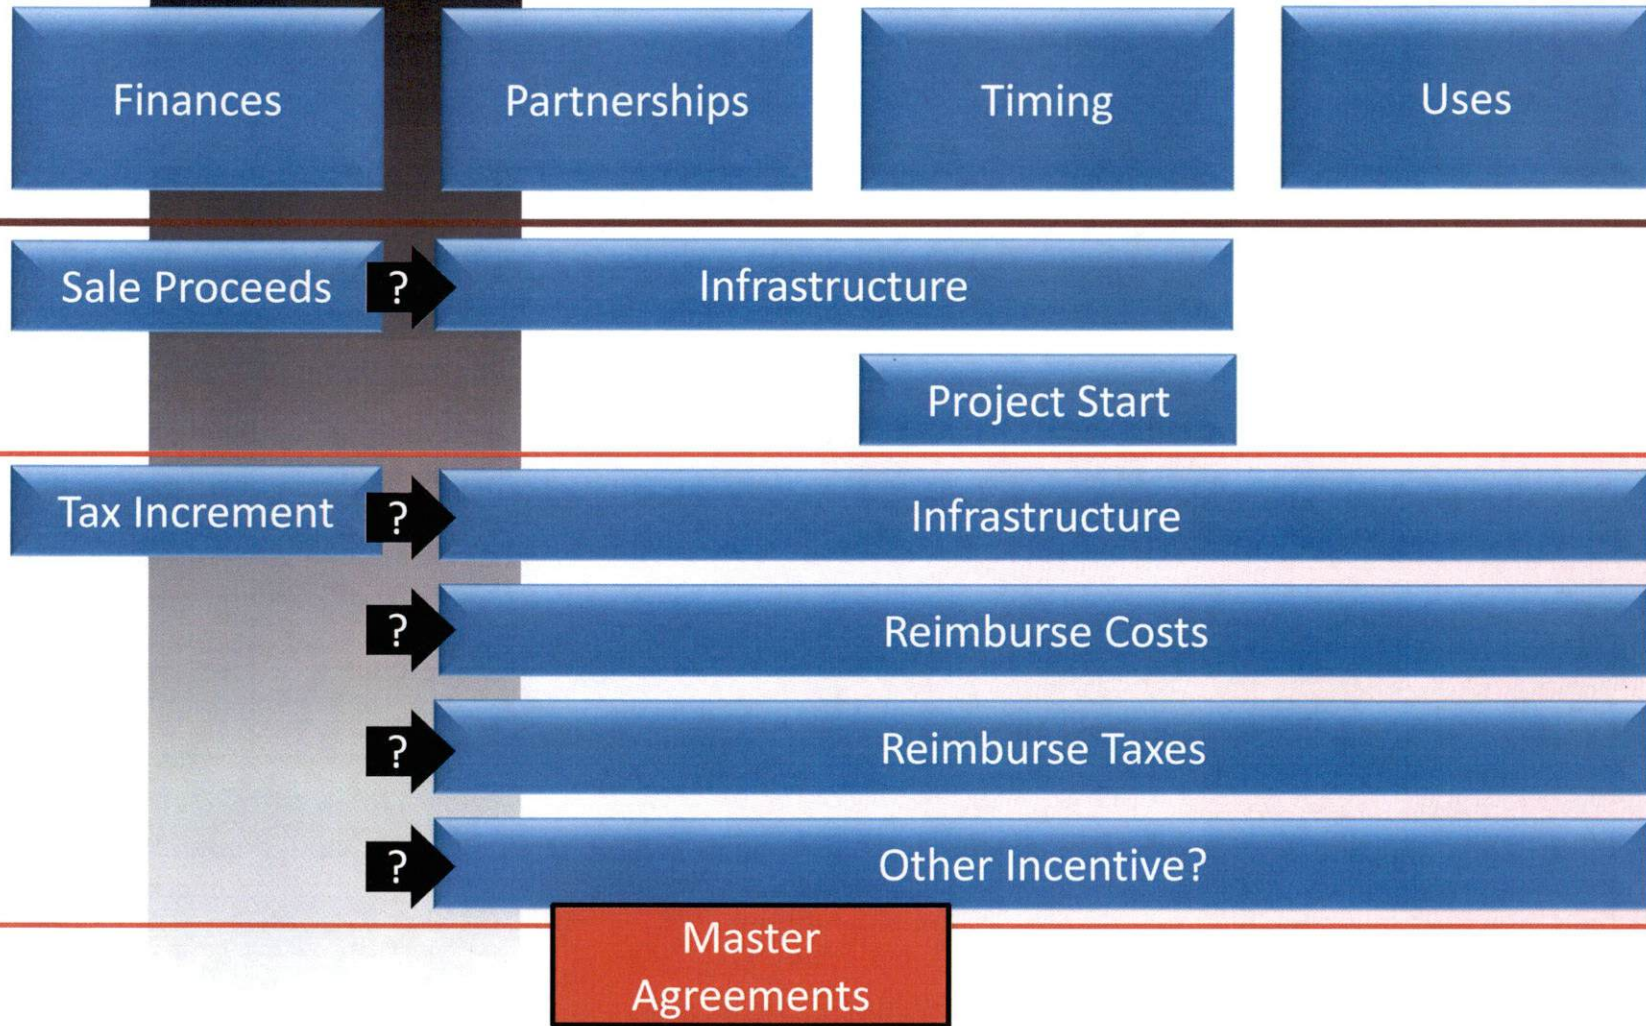 Finances
Partnerships
Timing
Uses
Sale Proceeds
?
Infrastructure
Project Start
Tax Increment
?
Infrastructure
?
Reimburse Costs
?
Reimburse Taxes
?
Other Incentive?
Master
Agreements